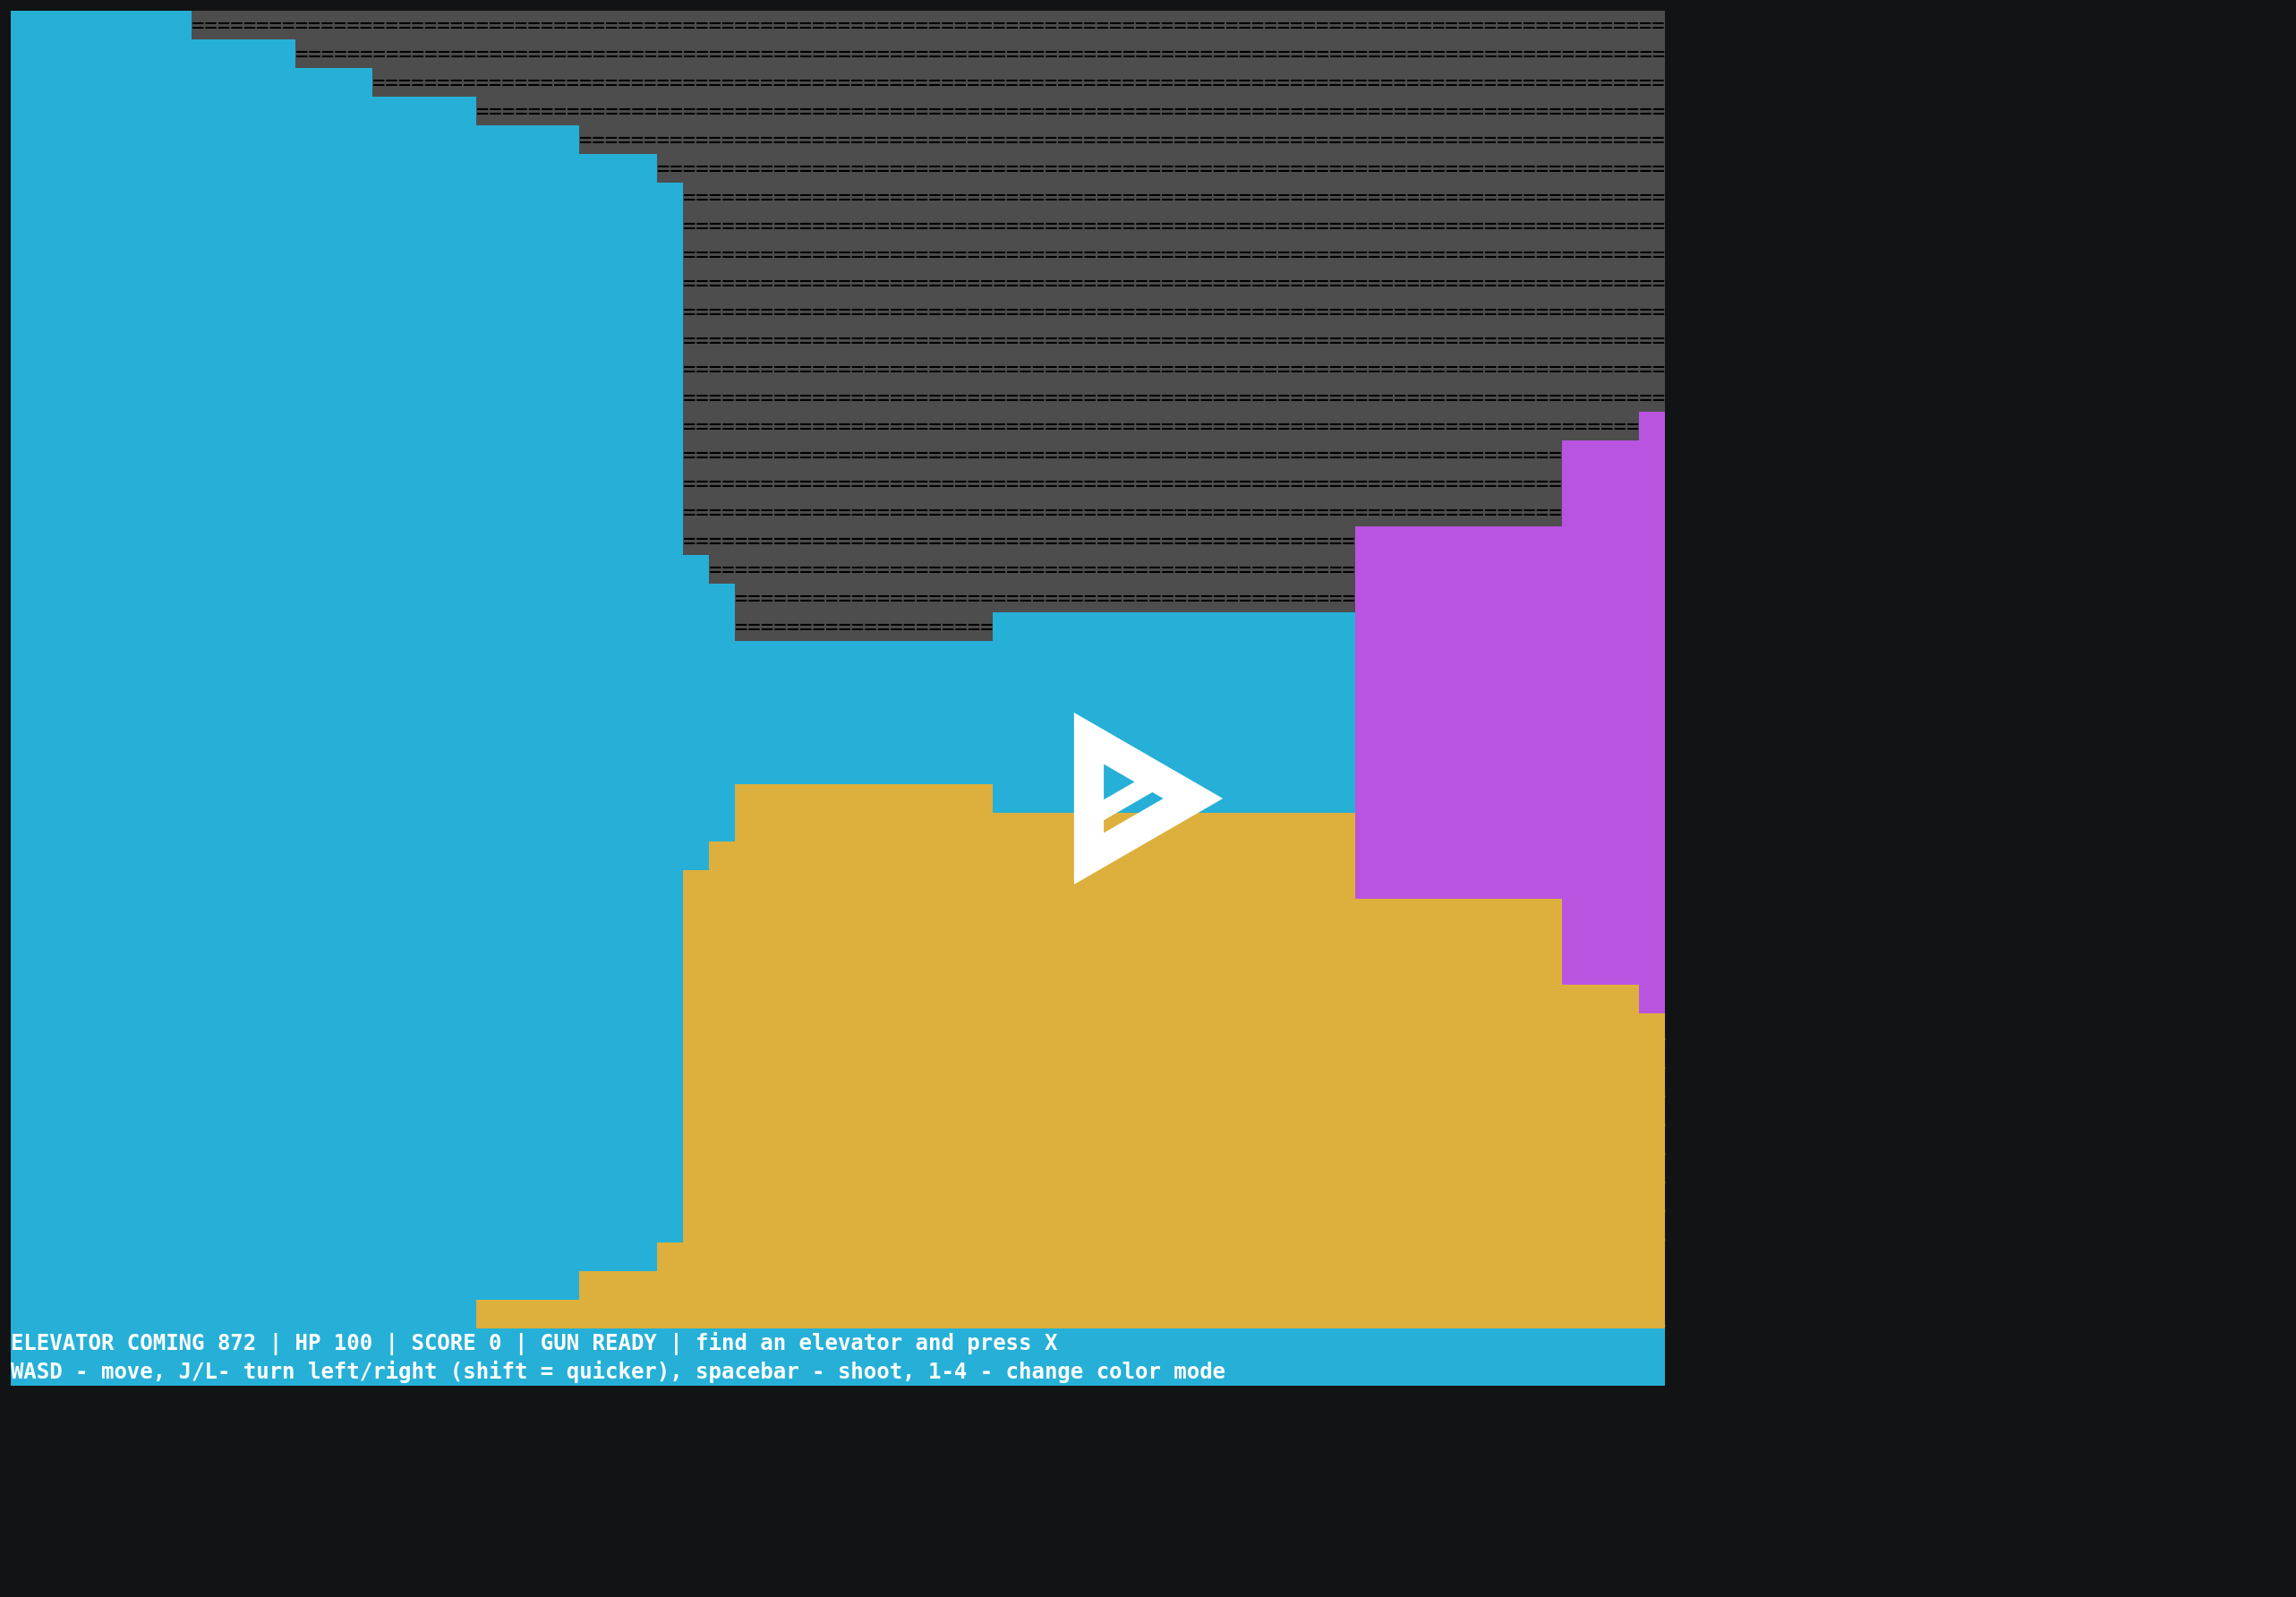 ELEVATOR COMING 872 | HP 100 | SCORE 0 | GUN READY | find an elevator and press X
WASD - move, J/L- turn left/right (shift = quicker), spacebar - shoot, 1-4 - change color mode